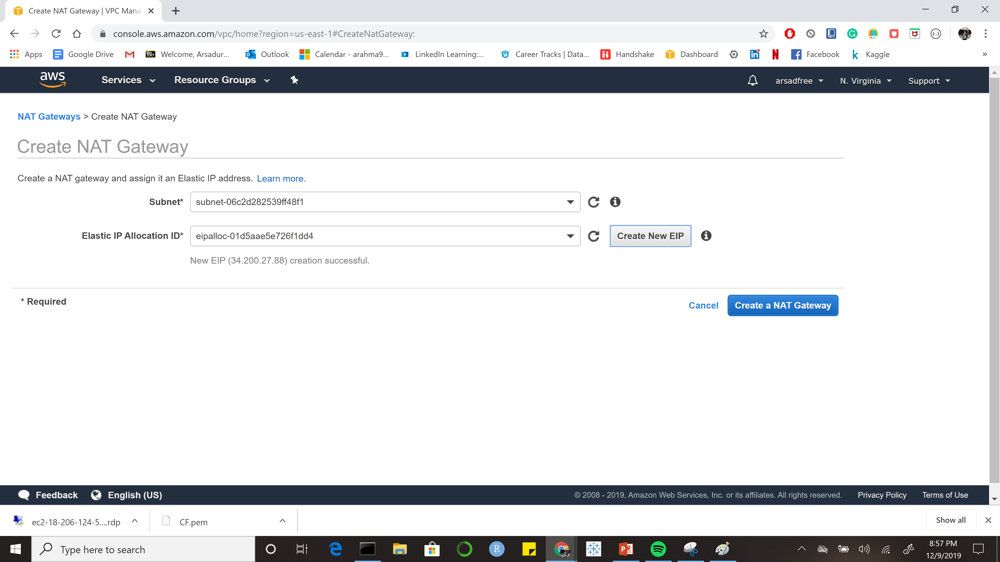 Create NAT Gateway | VPC Mana
console.aws.amazon.com/vpc/home?region=us-east-1#CreateNatGateway:
Apps Google Drive Bb Welcome, Arsadur... Outlook Calendar - arahma9... LinkedIn Learning:... Career Tracks | Data... Handshake Dashboard in N Facebook k Kaggle »
aws Services Resource Groups arsadfree N. Virginia Support
NAT Gateways > Create NAT Gateway
Create NAT Gateway
Create a NAT gateway and assign it an Elastic IP address. Learn more.
Subnet* subnet-06c2d282539ff48f1
Elastic IP Allocation ID* eipalloc-01d5aae5e726f1dd4 Create New EIP
New EIP (34.200.27.88) creation successful.
* Required
Cancel Create a NAT Gateway
Feedback English (US) © 2008 - 2019, Amazon Web Services, Inc. or its affiliates. All rights reserved. Privacy Policy Terms of Use
ec2-18-206-124-5....rdp CF.pem Show all
Type here to search
8:57 PM
12/9/2019